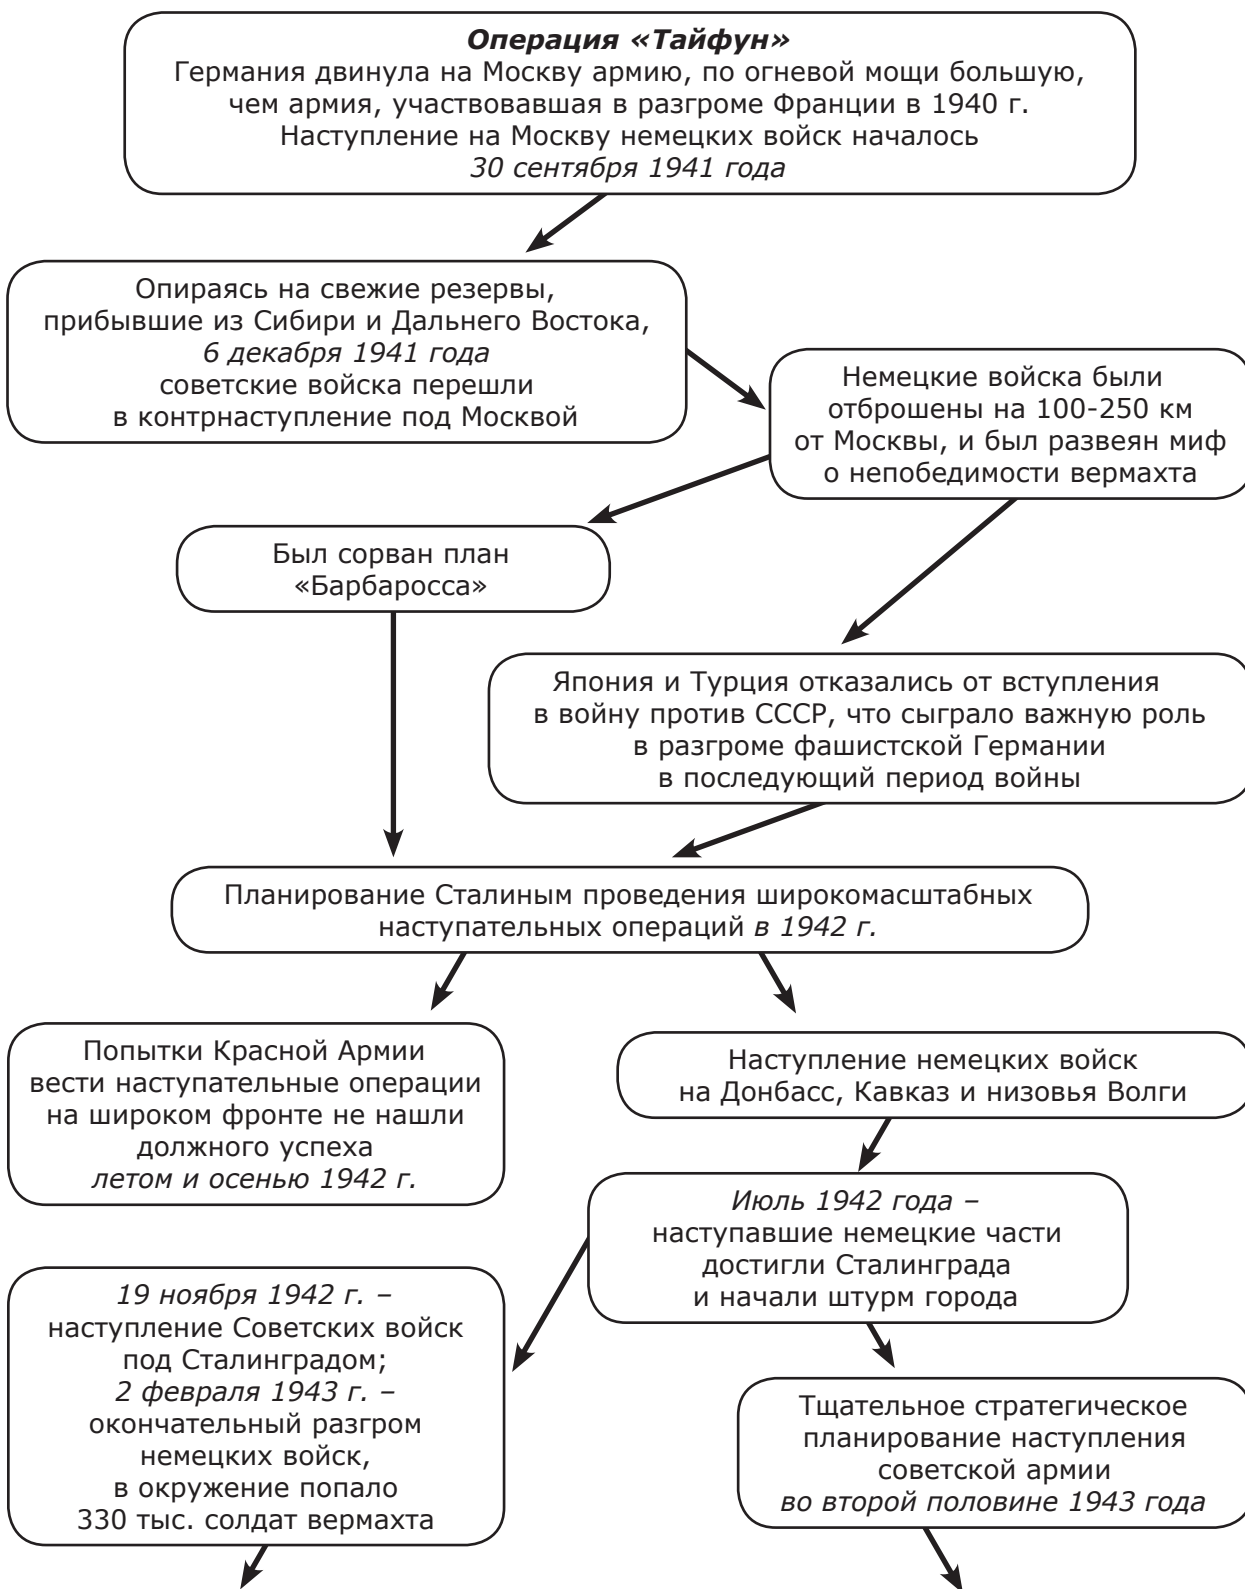 Операция «Тайфун»
Германия двинула на Москву армию, по огневой мощи большую,
чем армия, участвовавшая в разгроме Франции в 1940 г.
Наступление на Москву немецких войск началось
30 сентября 1941 года
Опираясь на свежие резервы,
прибывшие из Сибири и Дальнего Востока,
6 декабря 1941 года
советские войска перешли
в контрнаступление под Москвой
Немецкие войска были
отброшены на 100-250 км
от Москвы, и был развеян миф
о непобедимости вермахта
Был сорван план
«Барбаросса»
Япония и Турция отказались от вступления
в войну против СССР, что сыграло важную роль
в разгроме фашистской Германии
в последующий период войны
Планирование Сталиным проведения широкомасштабных
наступательных операций в 1942 г.
Попытки Красной Армии
вести наступательные операции
на широком фронте не нашли
должного успеха
летом и осенью 1942 г.
Наступление немецких войск
на Донбасс, Кавказ и низовья Волги
Июль 1942 года –
наступавшие немецкие части
достигли Сталинграда
и начали штурм города
19 ноября 1942 г. –
наступление Советских войск
под Сталинградом;
2 февраля 1943 г. –
окончательный разгром
немецких войск,
в окружение попало
330 тыс. солдат вермахта
Тщательное стратегическое
планирование наступления
советской армии
во второй половине 1943 года